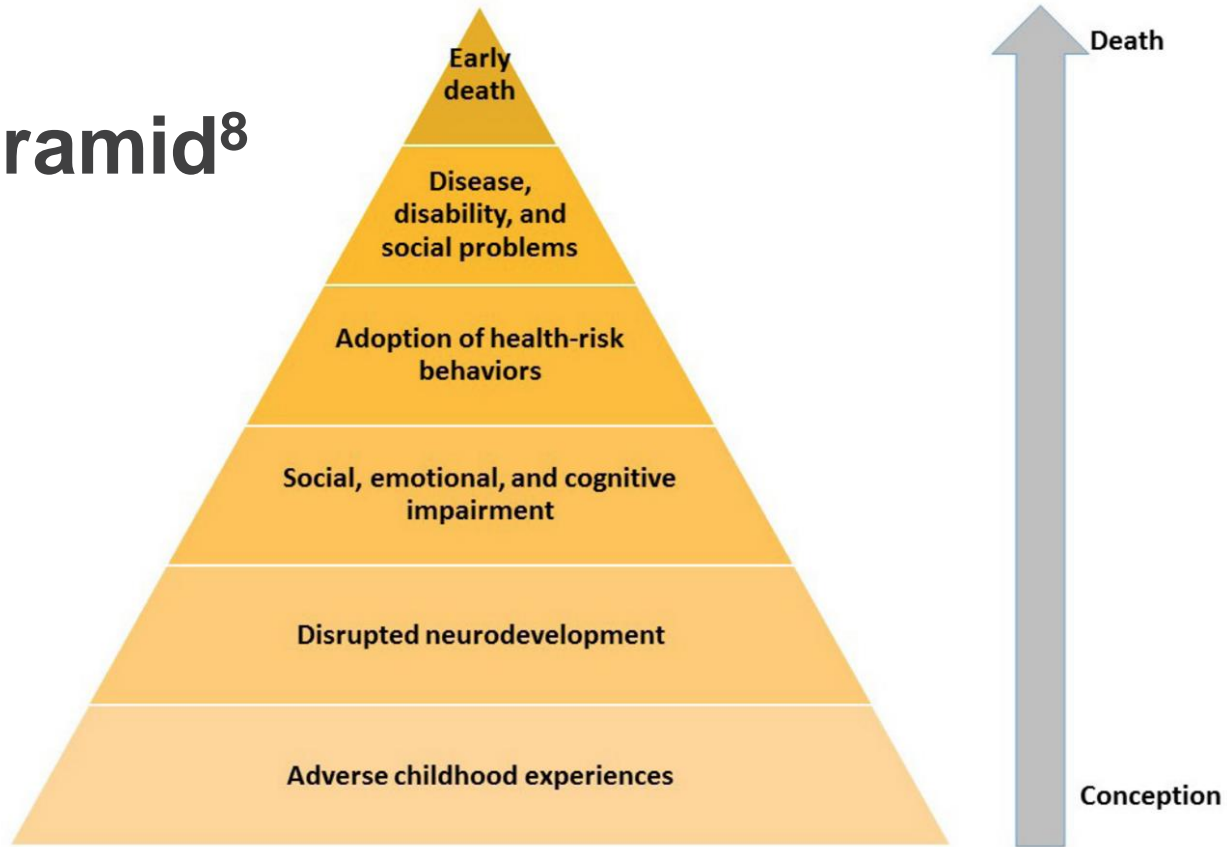 ramid⁸
Early
death
Disease,
disability, and
social problems
Adoption of health-risk
behaviors
Social, emotional, and cognitive
impairment
Disrupted neurodevelopment
Adverse childhood experiences
Death
Conception